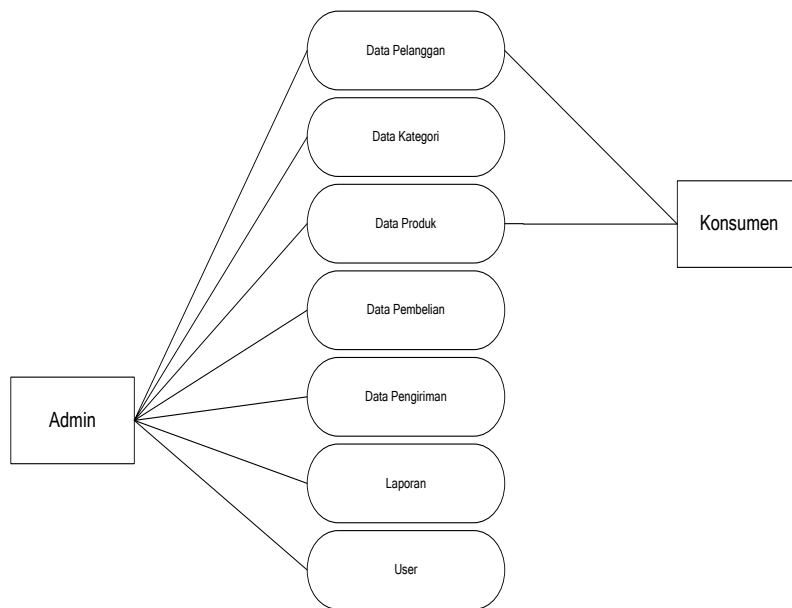 Data Pelanggan
Data Kategori
Data Produk
Konsumen
Data Pembelian
Data Pengiriman
Admin
Laporan
User